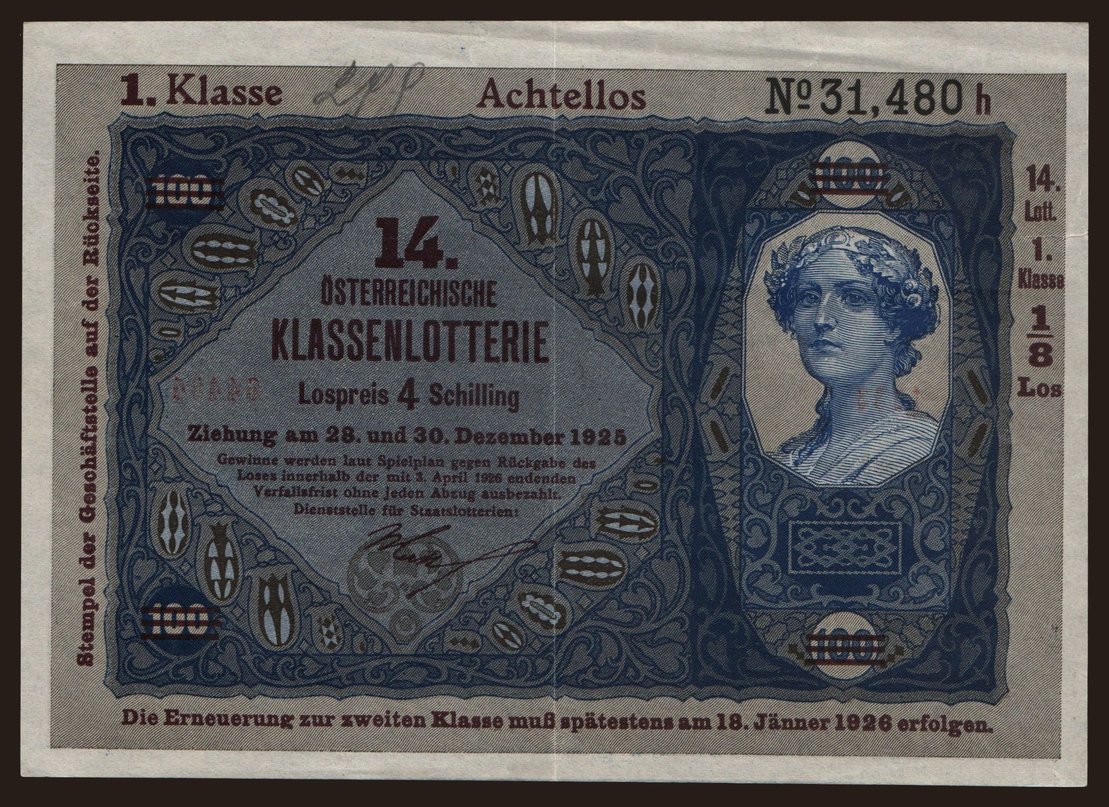 1. Klasse
Achtellos
Nº 31,480 h
100
100
14.
ÖSTERREICHISCHE
KLASSENLOTTERIE
Lospreis 4 Schilling
Ziehung am 28. und 30. Dezember 1925
Gewinne werden laut Spielplan gegen Rückgabe des
Loses innerhalb der mit 3. April 1926 endenden
Verfallsfrist ohne jeden Abzug ausbezahlt.
Dienststelle für Staatslotterien:
100
100
14.
Lott.
1.
Klasse
1/8
Los
Stempel der Geschäftstelle auf der Rückseite.
Die Erneuerung zur zweiten Klasse muß spätestens am 18. Jänner 1926 erfolgen.